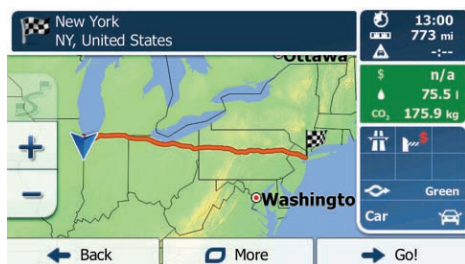 New York
NY, United States
13:00
773 mi
-:--
$ n/a
75.5 l
CO₂ 175.9 kg
Ottawa
Washingto
+
-
$
Green
Car
Back
More
Go!